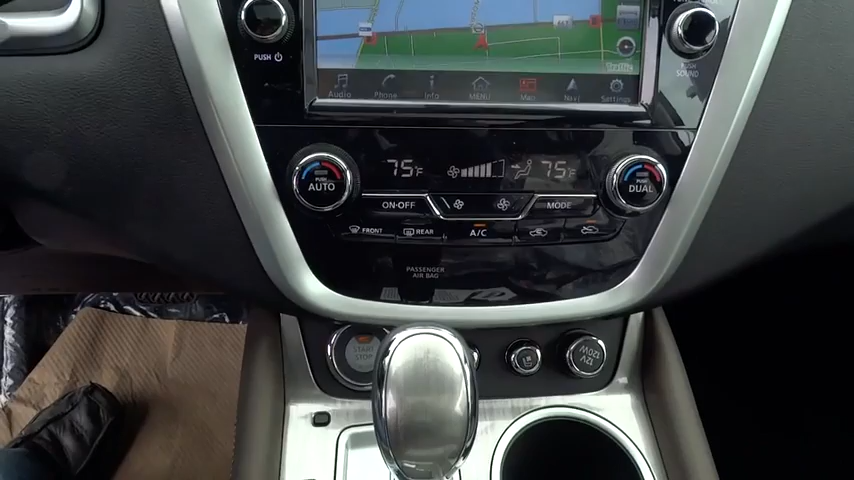 PUSH
PUSH
SOUND
Traffic
Audio Phone Info MENU Map Navi Settings
PUSH
AUTO
75°F
75°F
PUSH
DUAL
ON·OFF
MODE
FRONT
REAR
A/C
PASSENGER
AIR BAG
START
STOP
120W
12V